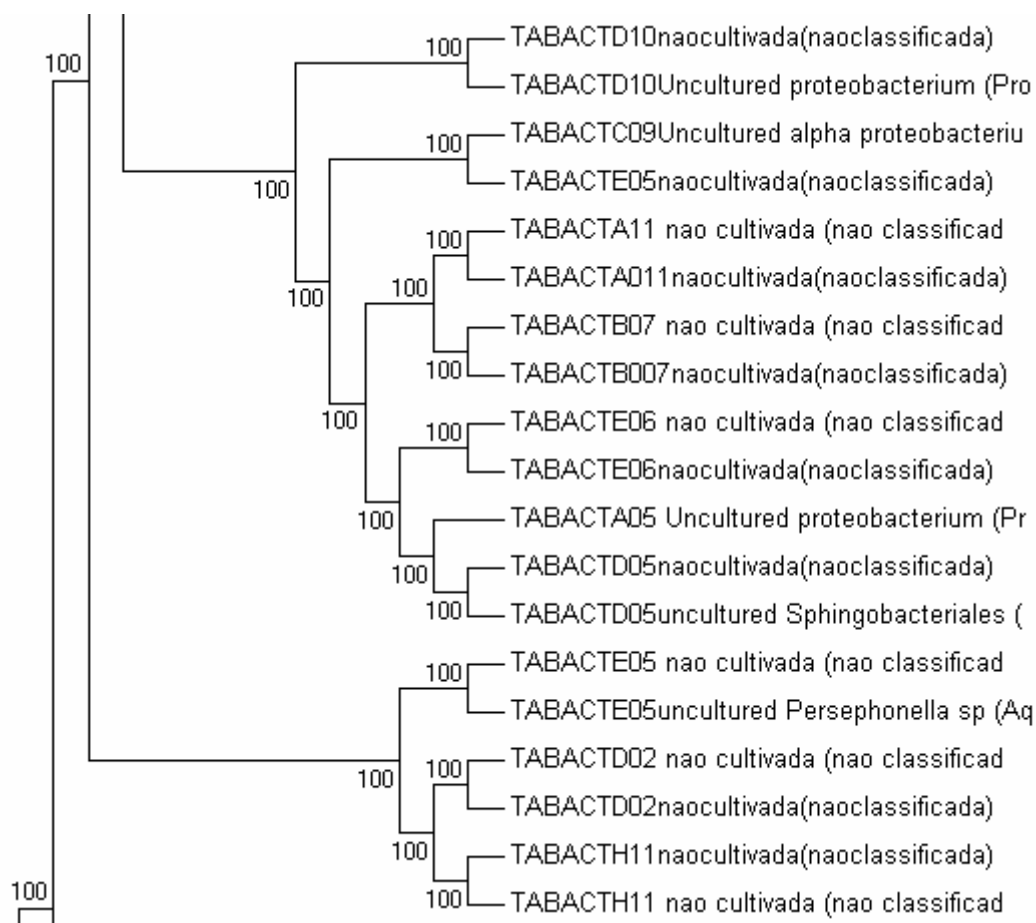 100
TABACTD10naocultivada(naoclassificada)
100
TABACTD10Uncultured proteobacterium (Pro
TABACTC09Uncultured alpha proteobacteriu
100
100
TABACTE05naocultivada(naoclassificada)
TABACTA11 nao cultivada (nao classificad
100
100
TABACTA011naocultivada(naoclassificada)
100
TABACTB07 nao cultivada (nao classificad
100
TABACTB007naocultivada(naoclassificada)
100
TABACTE06 nao cultivada (nao classificad
100
TABACTE06naocultivada(naoclassificada)
TABACTA05 Uncultured proteobacterium (Pr
100
TABACTD05naocultivada(naoclassificada)
100
100
TABACTD05uncultured Sphingobacteriales (
TABACTE05 nao cultivada (nao classificad
100
TABACTE05uncultured Persephonella sp (Aq
TABACTD02 nao cultivada (nao classificad
100
100
TABACTD02naocultivada(naoclassificada)
100
TABACTH11naocultivada(naoclassificada)
100
100
TABACTH11 nao cultivada (nao classificad